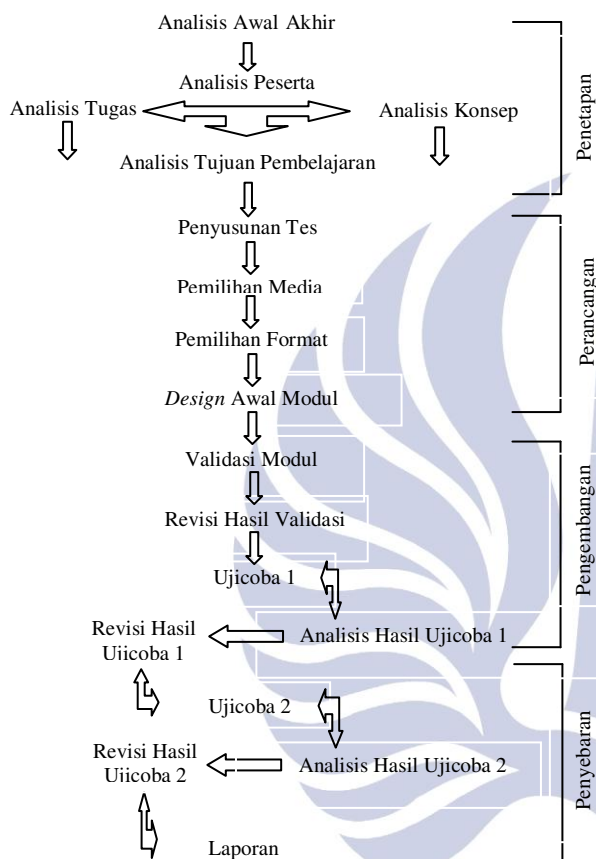 Analisis Awal Akhir
Analisis Peserta
Analisis Tugas
Analisis Konsep
Analisis Tujuan Pembelajaran
Penetapan
Penyusunan Tes
Pemilihan Media
Pemilihan Format
Design Awal Modul
Perancangan
Validasi Modul
Revisi Hasil Validasi
Ujicoba 1
Analisis Hasil Ujicoba 1
Revisi Hasil
Ujicoba 1
Pengembangan
Ujicoba 2
Analisis Hasil Ujicoba 2
Revisi Hasil
Ujicoba 2
Laporan
Penyebaran